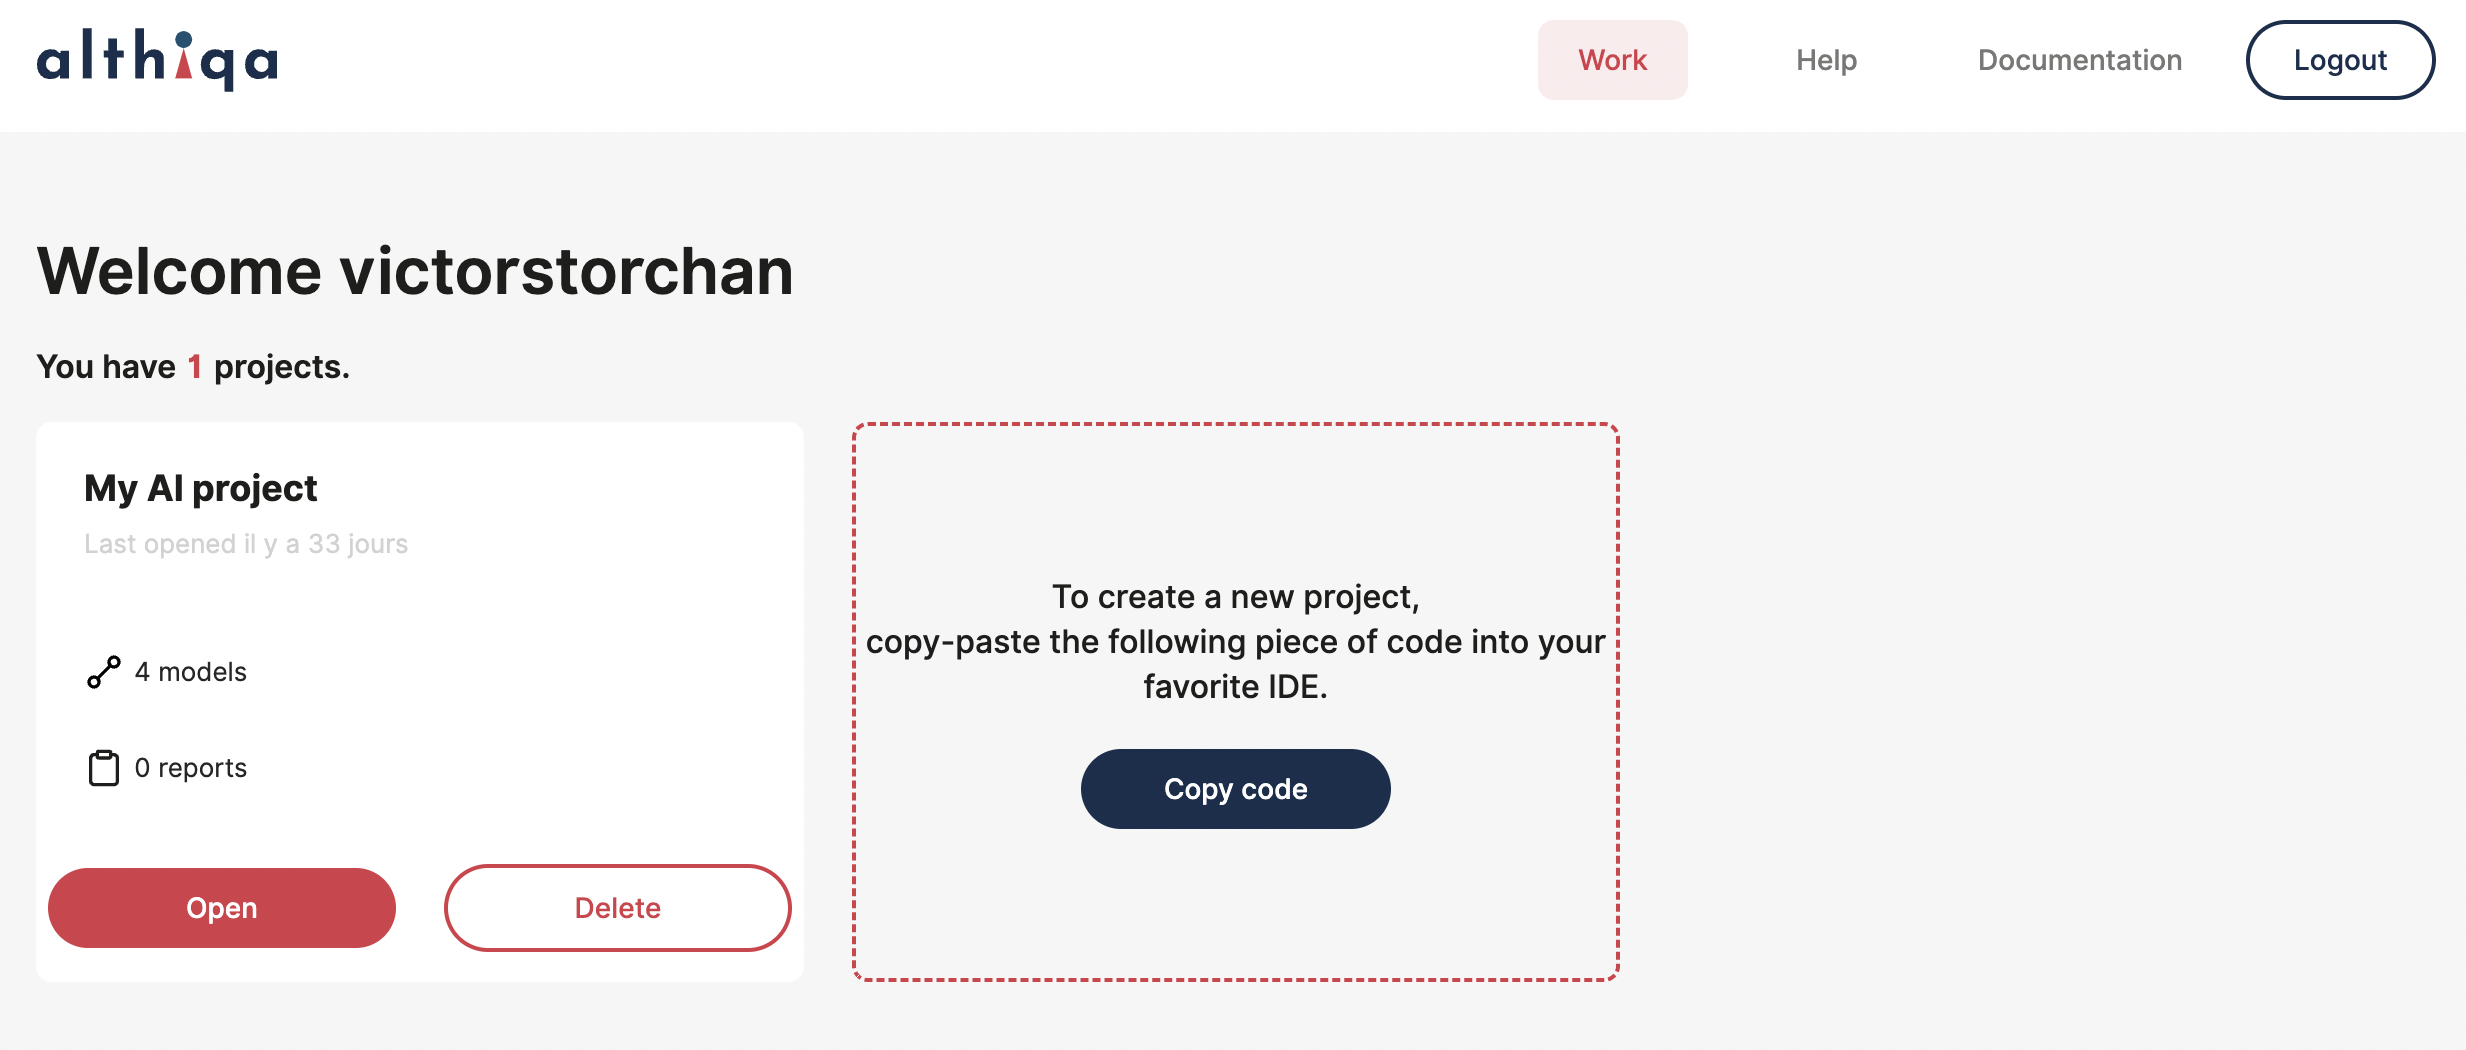 althiqa
Work
Help
Documentation
Logout
Welcome victorstorchan
You have 1 projects.
My AI project
Last opened il y a 33 jours
4 models
0 reports
Open
Delete
To create a new project,
copy-paste the following piece of code into your
favorite IDE.
Copy code